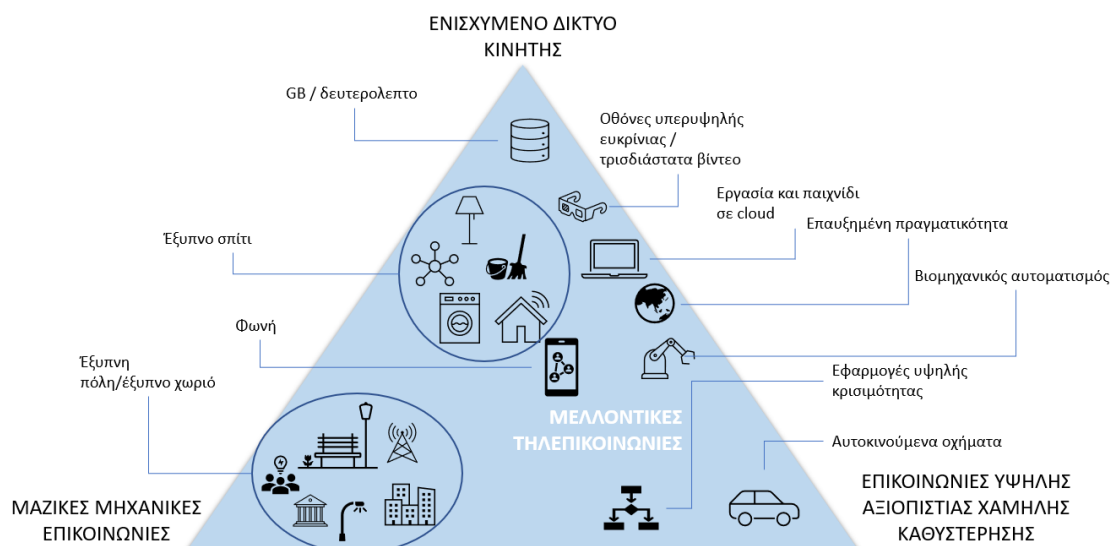 ΕΝΙΣΧΥΜΕΝΟ ΔΙΚΤΥΟ
ΚΙΝΗΤΗΣ
GB / δευτερολεπτο
Οθόνες υπερυψηλής
ευκρίνιας /
τρισδιάστατα βίντεο
Εργασία και παιχνίδι
σε cloud
Επαυξημένη πραγματικότητα
Έξυπνο σπίτι
Βιομηχανικός αυτοματισμός
Φωνή
Έξυπνη
πόλη/έξυπνο χωριό
Εφαρμογές υψηλής
κρισιμότητας
ΜΕΛΛΟΝΤΙΚΕΣ
ΤΗΛΕΠΙΚΟΙΝΩΝΙΕΣ
Αυτοκινούμενα οχήματα
ΜΑΖΙΚΕΣ ΜΗΧΑΝΙΚΕΣ
ΕΠΙΚΟΙΝΩΝΙΕΣ
ΕΠΙΚΟΙΝΩΝΙΕΣ ΥΨΗΛΗΣ
ΑΞΙΟΠΙΣΤΙΑΣ ΧΑΜΗΛΗΣ
ΚΑΘΥΣΤΕΡΗΣΗΣ